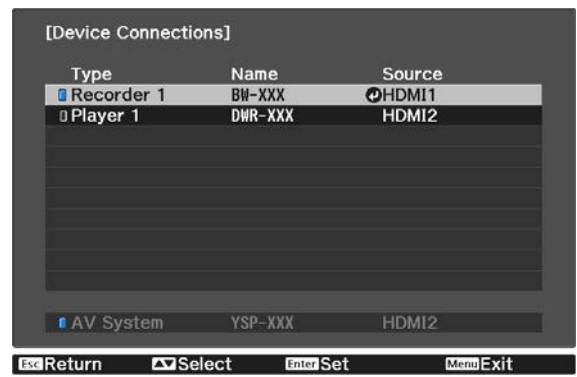 [Device Connections]
Type Name Source
Recorder 1 BW-XXX HDMI1
Player 1 DWR-XXX HDMI2
AV System YSP-XXX HDMI2
Esc Return Select Enter Set Menu Exit